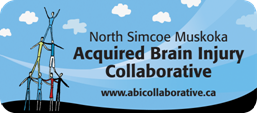 North Simcoe Muskoka
Acquired Brain Injury
Collaborative
www.abicollaborative.ca